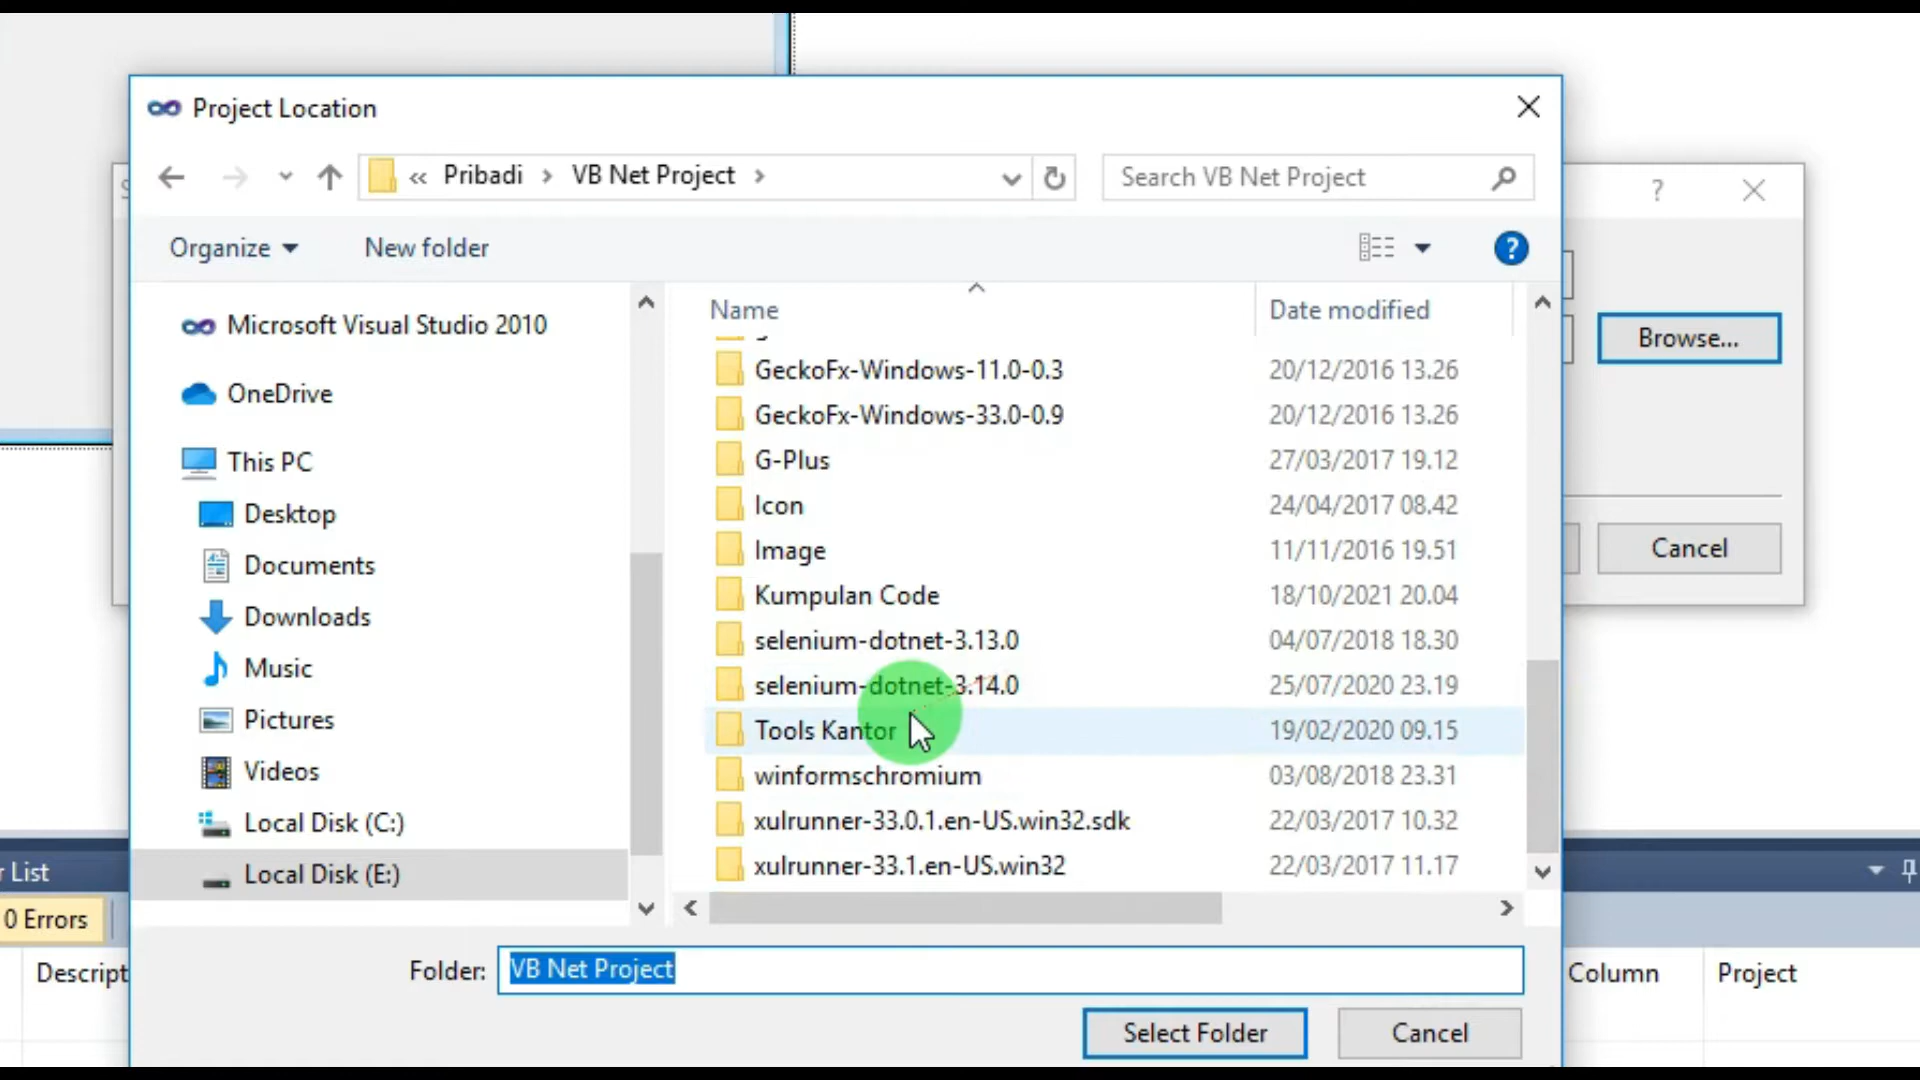 Project Location
« Pribadi › VB Net Project ›
Search VB Net Project
?
Organize
New folder
?
Microsoft Visual Studio 2010
OneDrive
This PC
Desktop
Documents
Downloads
Music
Pictures
Videos
Local Disk (C:)
Local Disk (E:)
Name
Date modified
GeckoFx-Windows-11.0-0.3 20/12/2016 13.26
GeckoFx-Windows-33.0-0.9 20/12/2016 13.26
G-Plus 27/03/2017 19.12
Icon 24/04/2017 08.42
Image 11/11/2016 19.51
Kumpulan Code 18/10/2021 20.04
selenium-dotnet-3.13.0 04/07/2018 18.30
selenium-dotnet-3.14.0 25/07/2020 23.19
Tools Kantor 19/02/2020 09.15
winformschromium 03/08/2018 23.31
xulrunner-33.0.1.en-US.win32.sdk 22/03/2017 10.32
xulrunner-33.1.en-US.win32 22/03/2017 11.17
Browse...
Cancel
Folder: VB Net Project
Select Folder
Cancel
r List
0 Errors
Descript
Column
Project